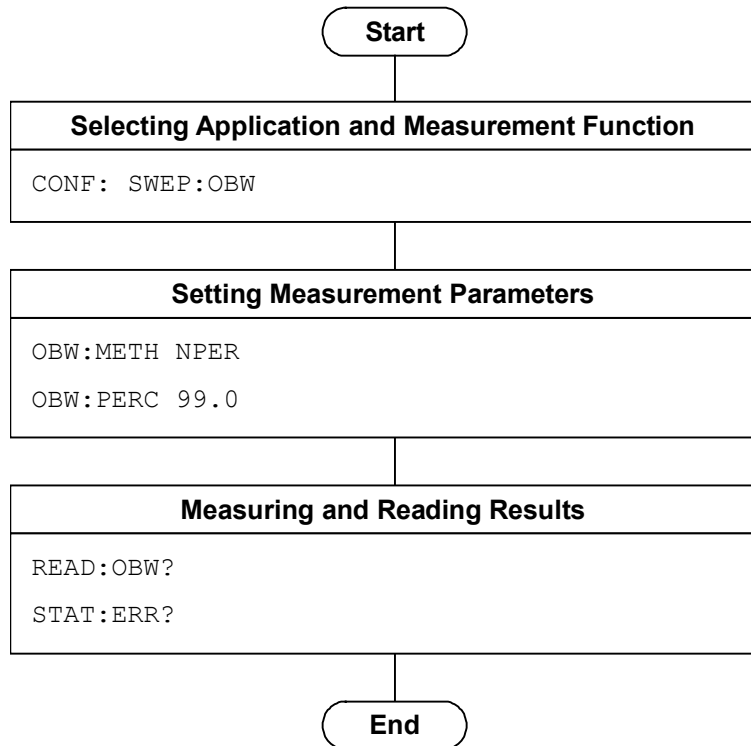 Start
Selecting Application and Measurement Function
CONF: SWEP:OBW
Setting Measurement Parameters
OBW:METH NPER
OBW:PERC 99.0
Measuring and Reading Results
READ:OBW?
STAT:ERR?
End